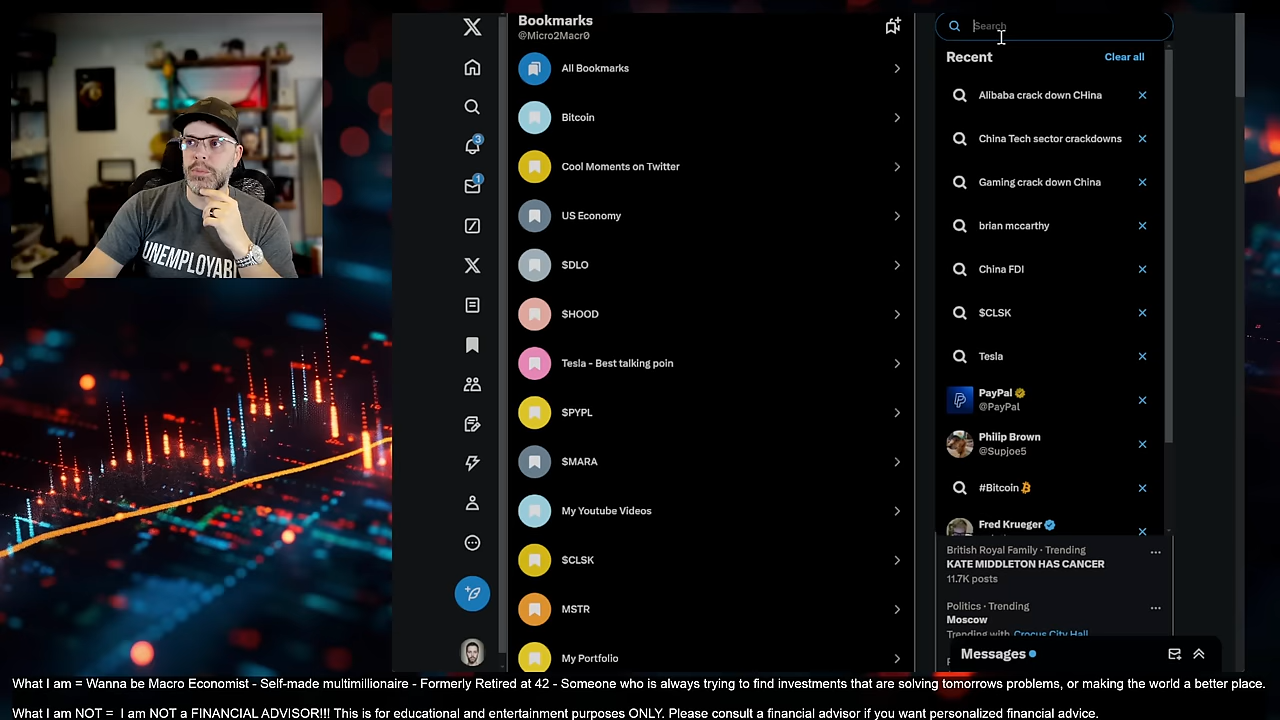 Bookmarks
@Micro2Macr0
All Bookmarks
Bitcoin
Cool Moments on Twitter
US Economy
$DLO
$HOOD
Tesla - Best talking poin
$PYPL
$MARA
My Youtube Videos
$CLSK
MSTR
My Portfolio
3
1
Search
Recent
Clear all
Alibaba crack down CHina
China Tech sector crackdowns
Gaming crack down China
brian mccarthy
China FDI
$CLSK
Tesla
PayPal
@PayPal
Philip Brown
@Supjoe5
#Bitcoin
Fred Krueger
British Royal Family · Trending
KATE MIDDLETON HAS CANCER
11.7K posts
Politics · Trending
Moscow
Trending with Crocus City Hall
Messages
UNEMPLOYAB
What I am = Wanna be Macro Economist - Self-made multimillionaire - Formerly Retired at 42 - Someone who is always trying to find investments that are solving tomorrows problems, or making the world a better place.
What I am NOT = I am NOT a FINANCIAL ADVISOR!!! This is for educational and entertainment purposes ONLY. Please consult a financial advisor if you want personalized financial advice.